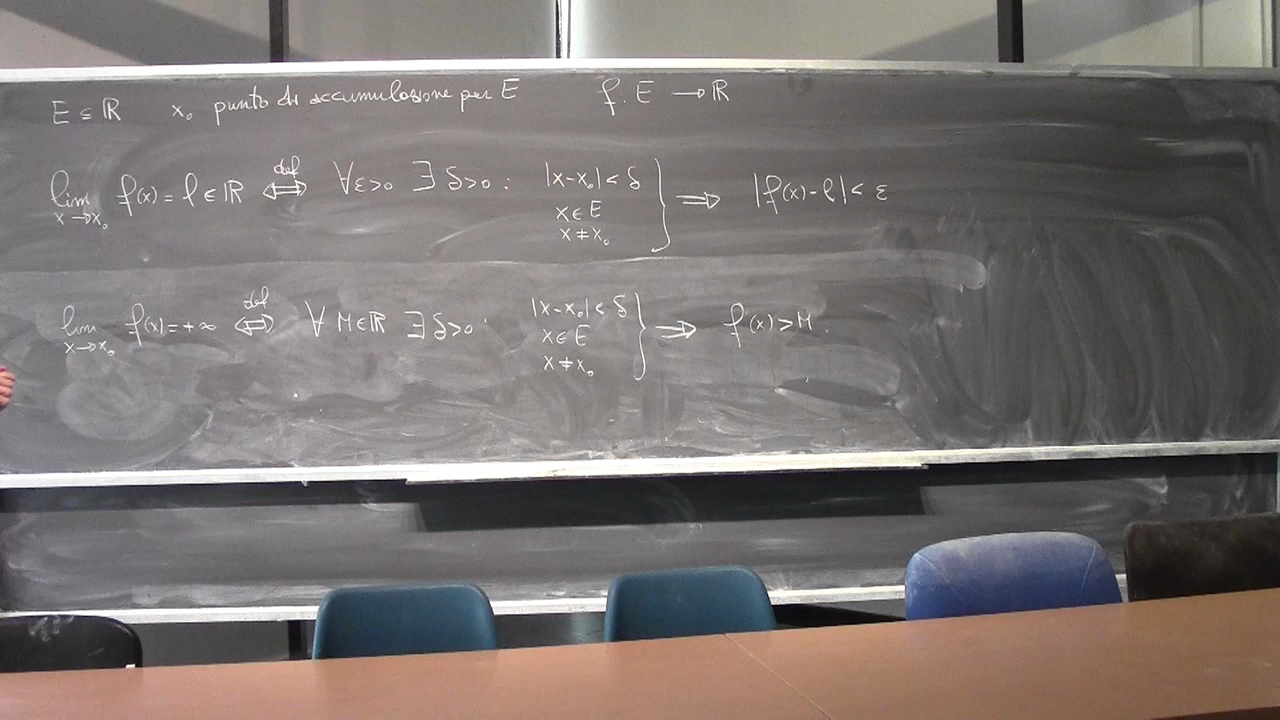 E ⊆ ℝ x₀ punto di accumulazione per E f: E → ℝ
lim f(x) = ℓ ∈ ℝ ⇔ def ∀ε>0 ∃δ>0 : |x-x₀| < δ } ⇒ |f(x)-ℓ| < ε
x→x₀ x ∈ E
x ≠ x₀
lim f(x) = +∞ ⇔ def ∀ M∈ℝ ∃δ>0 : |x-x₀| < δ } ⇒ f(x) > M.
x→x₀ x ∈ E
x ≠ x₀